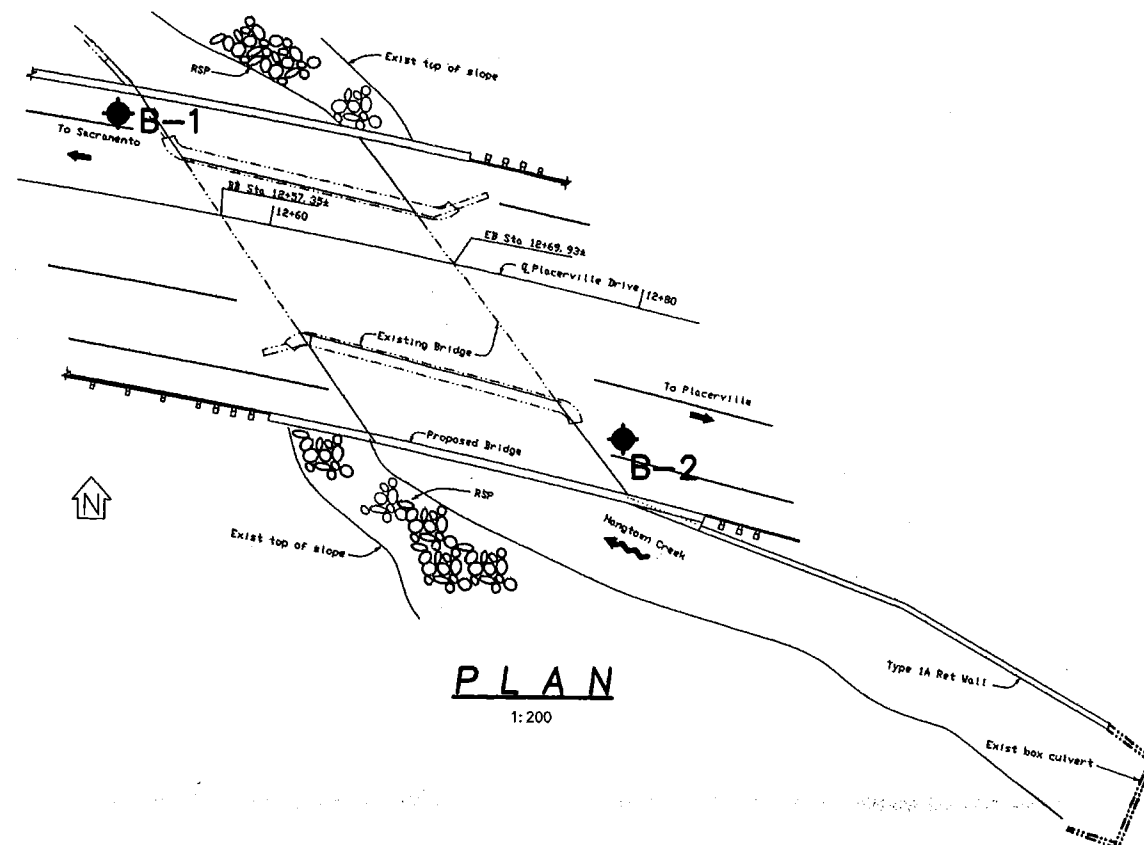 Exist top of slope
RSP
B-1
To Sacramento
BB Sta 12+57.35±
12+60
EB Sta 12+69.93±
℄ Placerville Drive
12+80
Existing Bridge
To Placerville
Proposed Bridge
B-2
N
RSP
Hangtown Creek
Exist top of slope
PLAN
1:200
Type 1A Ret Wall
Exist box culvert